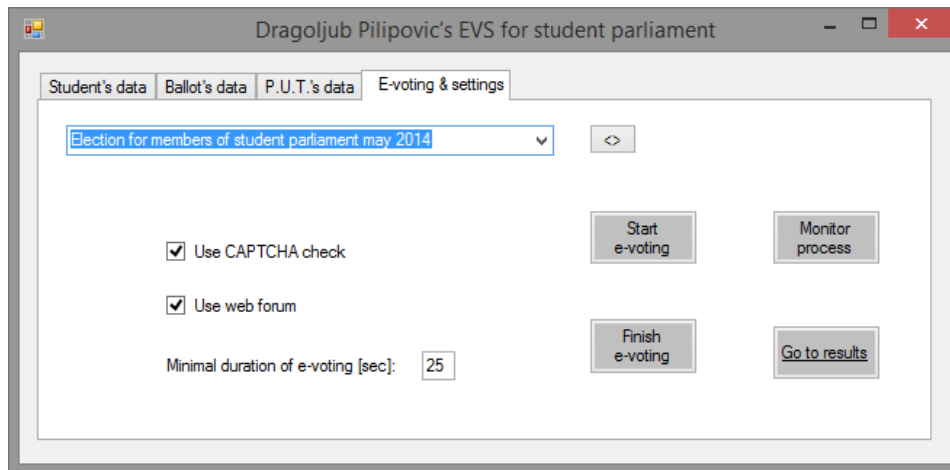 Dragoljub Pilipovic's EVS for student parliament
Student's data Ballot's data P.U.T.'s data E-voting & settings
Election for members of student parliament may 2014 <>
Start
e-voting
Monitor
process
Use CAPTCHA check
Use web forum
Finish
e-voting
Go to results
Minimal duration of e-voting [sec]: 25